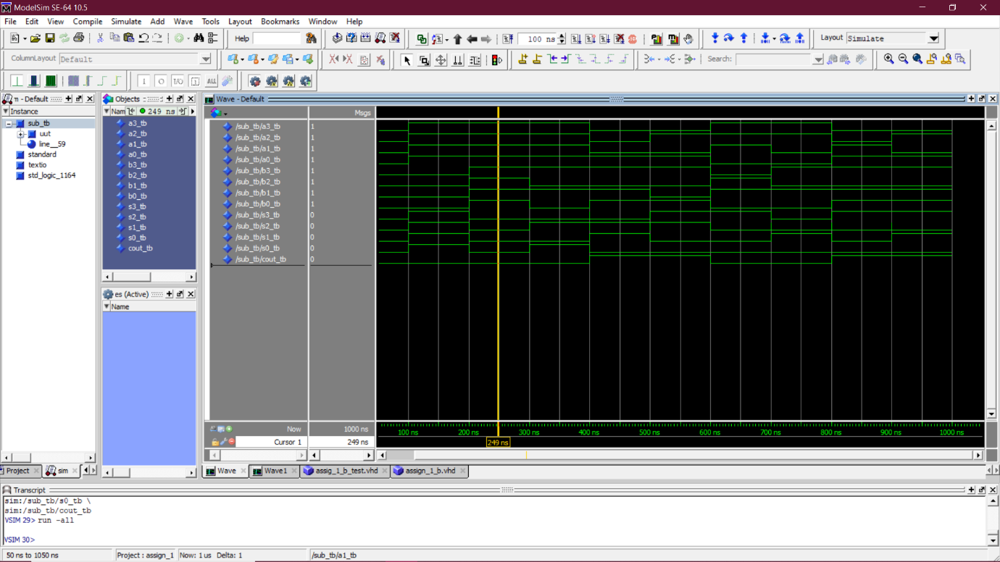 ModelSim SE-64 10.5
File Edit View Compile Simulate Add Wave Tools Layout Bookmarks Window Help
Help 100 ns Layout Simulate
ColumnLayout Default Search:
I O I/O ALL
n - Default
Instance
sub_tb
uut
line__59
standard
textio
std_logic_1164
Objects
Nam 249 ns
a3_tb
a2_tb
a1_tb
a0_tb
b3_tb
b2_tb
b1_tb
b0_tb
s3_tb
s2_tb
s1_tb
s0_tb
cout_tb
es (Active)
Name
Wave - Default
Msgs
/sub_tb/a3_tb 1
/sub_tb/a2_tb 1
/sub_tb/a1_tb 1
/sub_tb/a0_tb 1
/sub_tb/b3_tb 1
/sub_tb/b2_tb 1
/sub_tb/b1_tb 1
/sub_tb/b0_tb 1
/sub_tb/s3_tb 0
/sub_tb/s2_tb 0
/sub_tb/s1_tb 0
/sub_tb/s0_tb 0
/sub_tb/cout_tb 0
Now 1000 ns 100 ns 200 ns 300 ns 400 ns 500 ns 600 ns 700 ns 800 ns 900 ns 1000 ns
Cursor 1 249 ns 249 ns
Project sim Wave Wave1 assig_1_b_test.vhd assign_1_b.vhd
Transcript
sim:/sub_tb/s0_tb \
sim:/sub_tb/cout_tb
VSIM 29> run -all
VSIM 30>
50 ns to 1050 ns Project : assign_1 Now: 1 us Delta: 1 /sub_tb/a1_tb